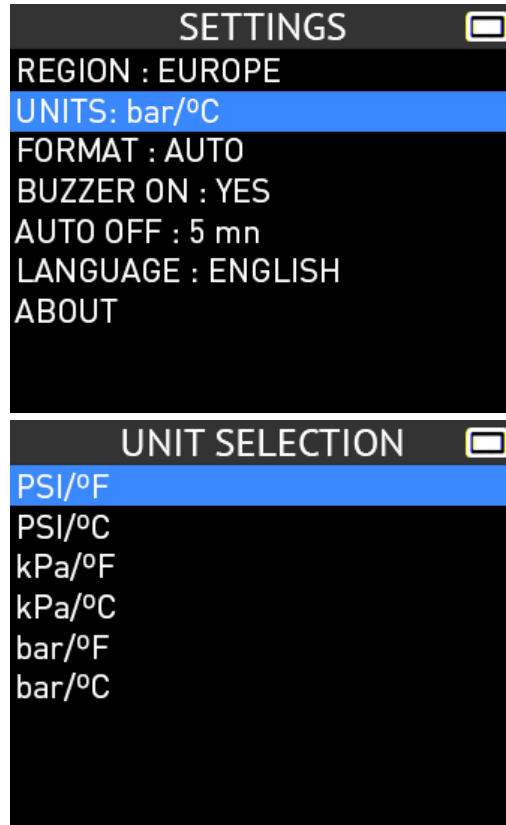 SETTINGS
REGION : EUROPE
UNITS: bar/ºC
FORMAT : AUTO
BUZZER ON : YES
AUTO OFF : 5 mn
LANGUAGE : ENGLISH
ABOUT
UNIT SELECTION
PSI/ºF
PSI/ºC
kPa/ºF
kPa/ºC
bar/ºF
bar/ºC